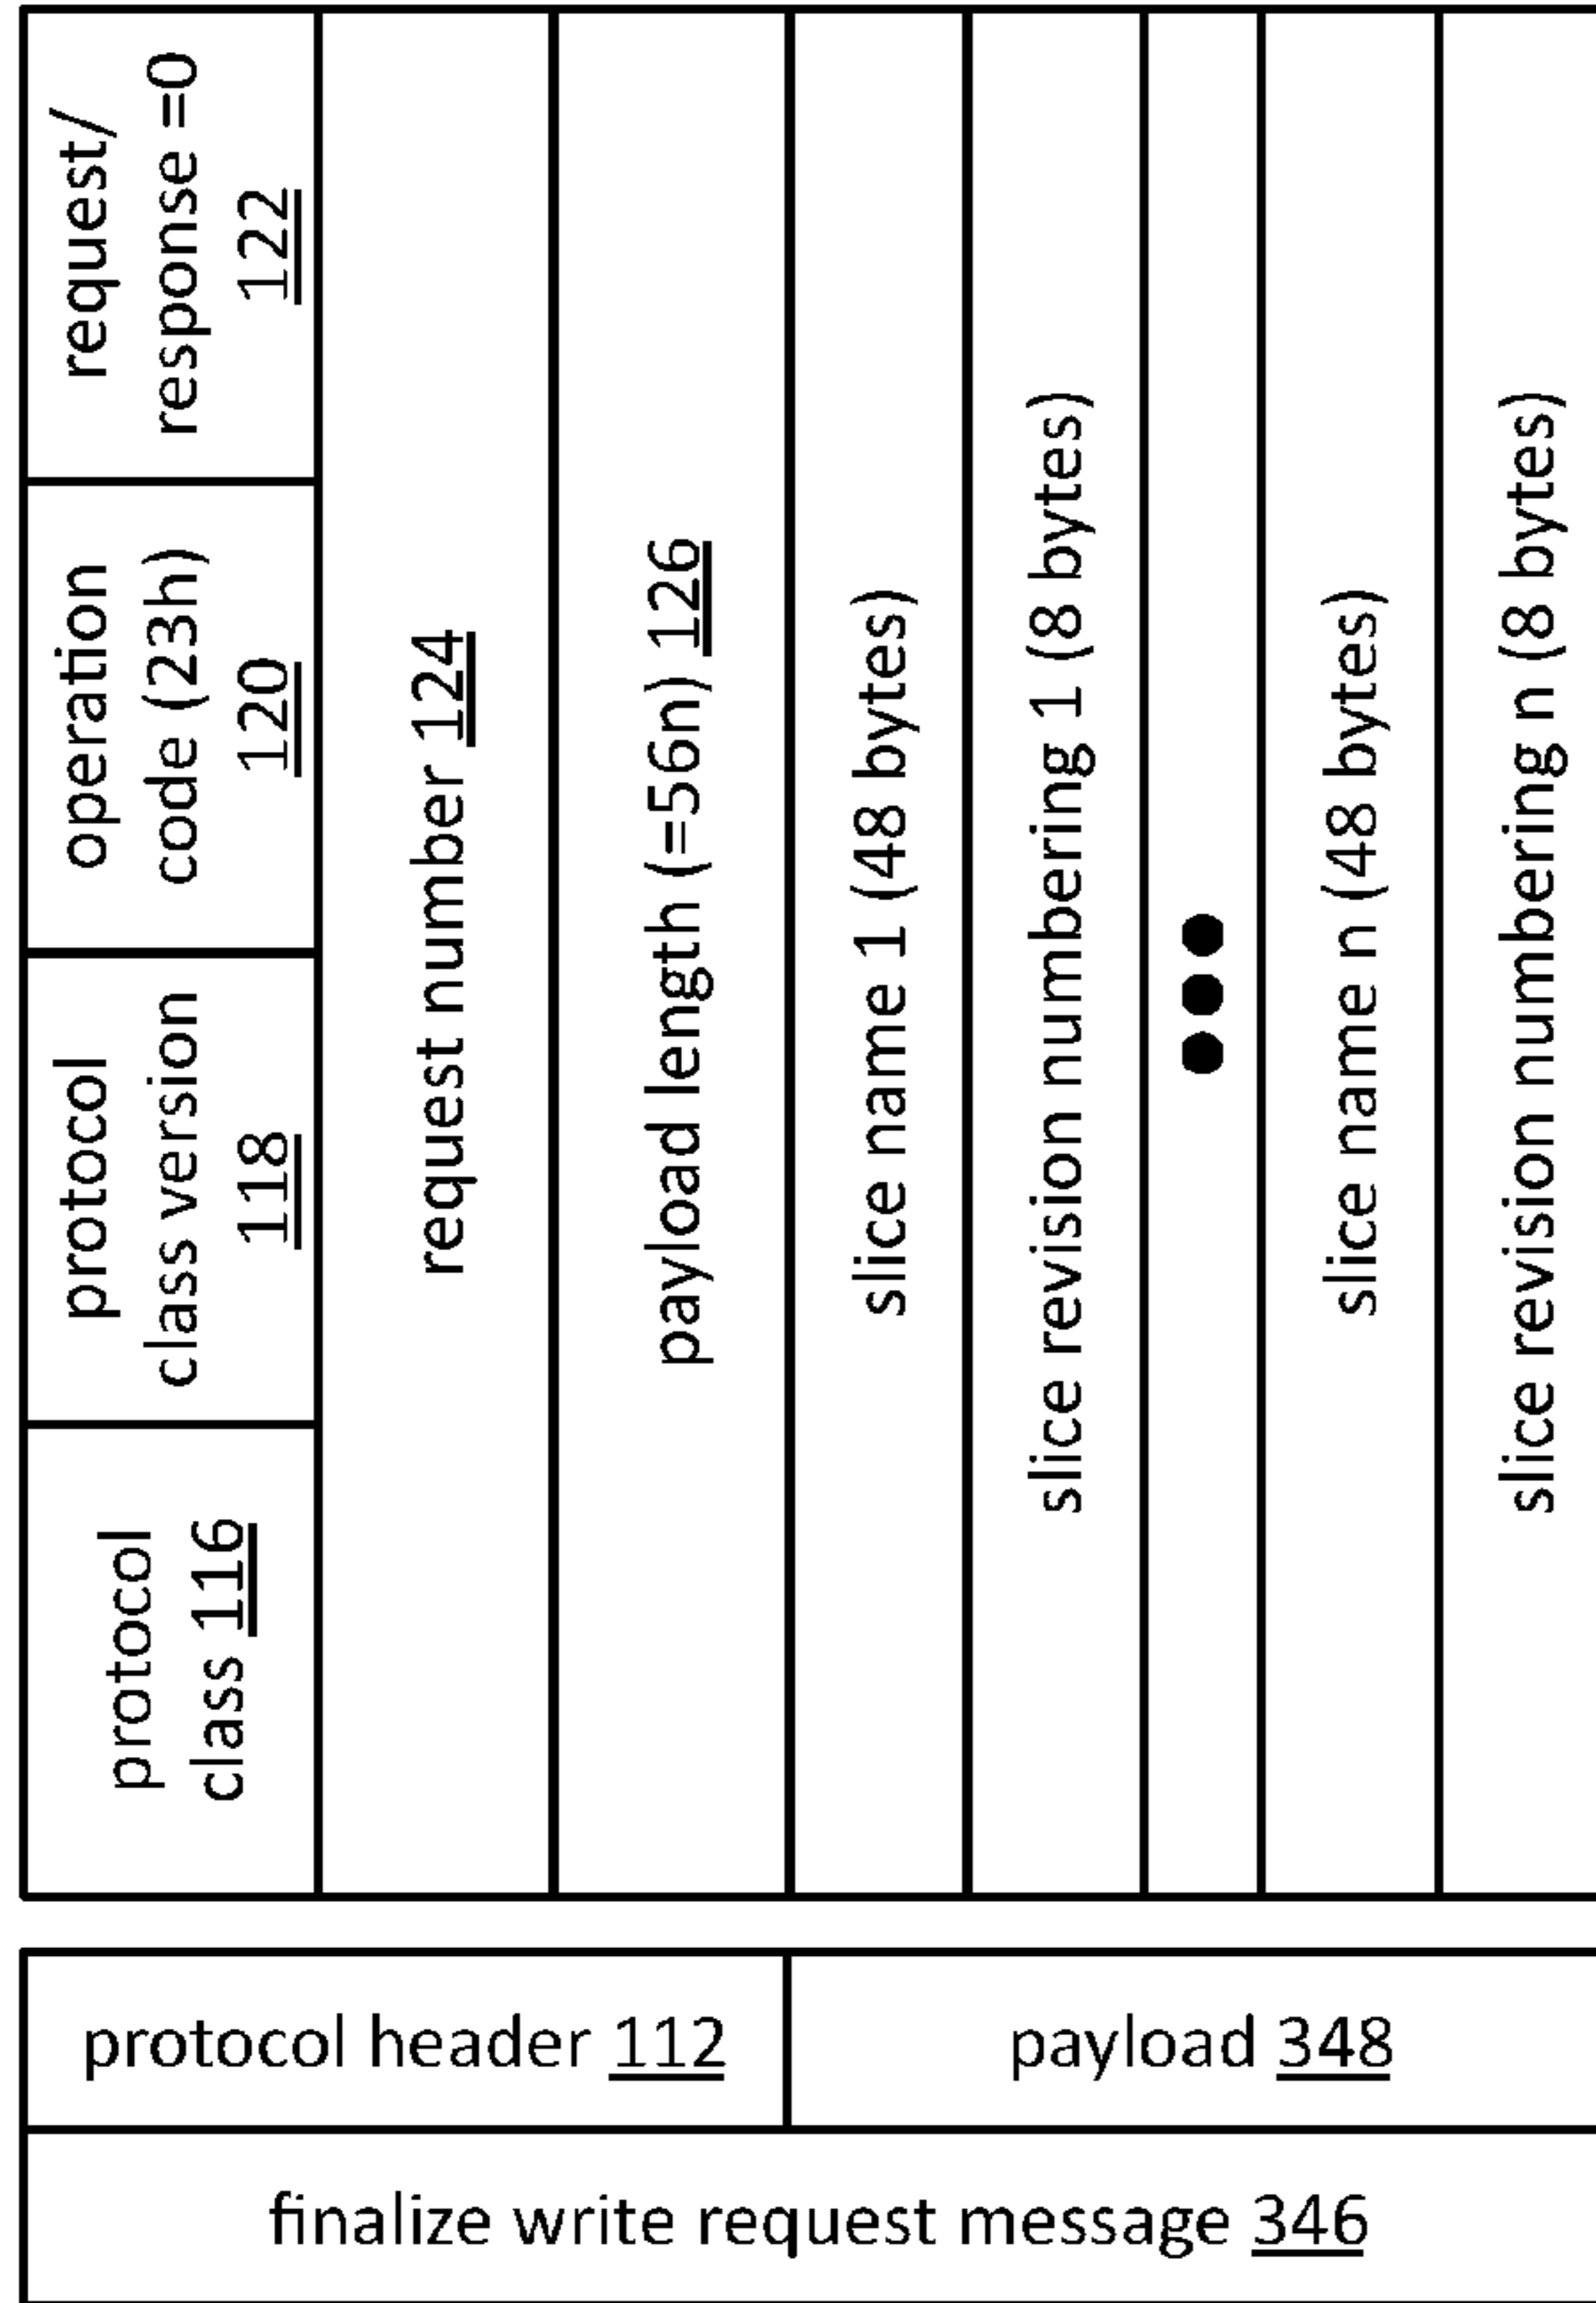 protocol
class 116
protocol
class version
118
operation
code (23h)
120
request/
response =0
122
request number 124
payload length (=56n) 126
slice name 1 (48 bytes)
slice revision numbering 1 (8 bytes)
slice name n (48 bytes)
slice revision numbering n (8 bytes)
protocol header 112
payload 348
finalize write request message 346